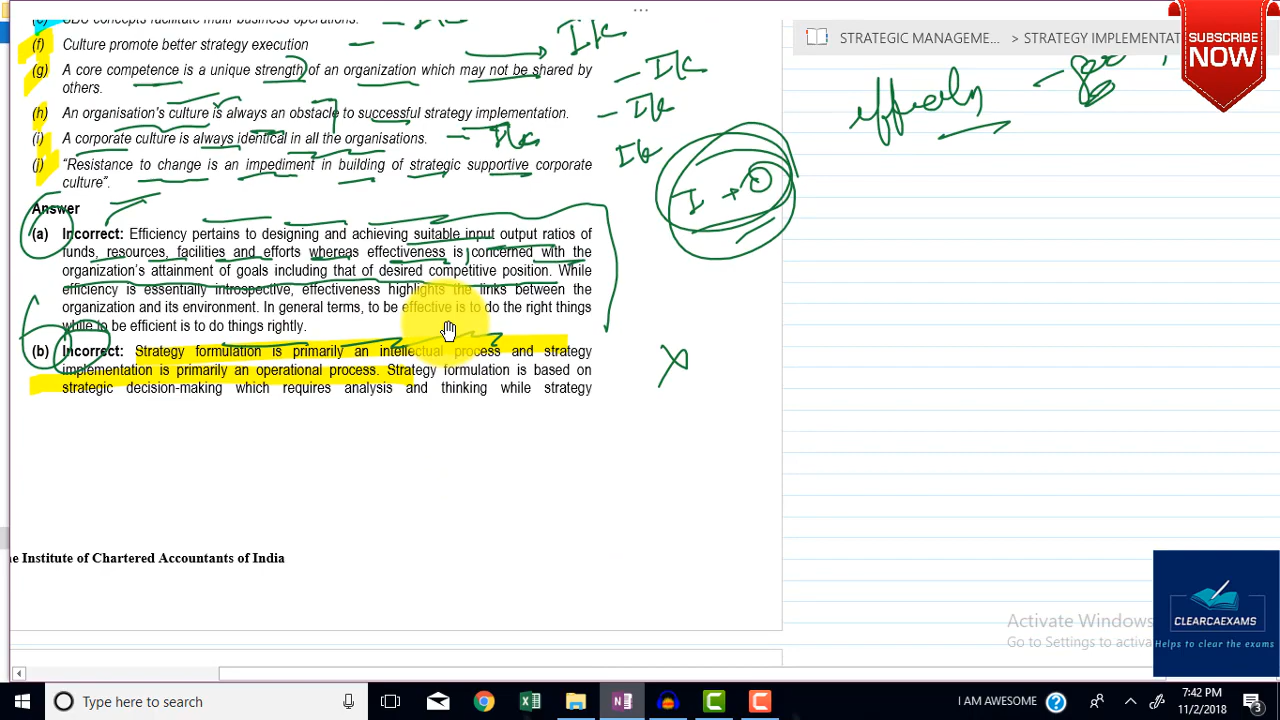 (e) SBU concepts facilitate multi-business operations.
(f) Culture promote better strategy execution
(g) A core competence is a unique strength of an organization which may not be shared by
others.
(h) An organisation's culture is always an obstacle to successful strategy implementation.
(i) A corporate culture is always identical in all the organisations.
(j) “Resistance to change is an impediment in building of strategic supportive corporate
culture”.
Answer
(a) Incorrect: Efficiency pertains to designing and achieving suitable input output ratios of
funds, resources, facilities and efforts whereas effectiveness is concerned with the
organization's attainment of goals including that of desired competitive position. While
efficiency is essentially introspective, effectiveness highlights the links between the
organization and its environment. In general terms, to be effective is to do the right things
while to be efficient is to do things rightly.
(b) Incorrect: Strategy formulation is primarily an intellectual process and strategy
implementation is primarily an operational process. Strategy formulation is based on
strategic decision-making which requires analysis and thinking while strategy
e Institute of Chartered Accountants of India
STRATEGIC MANAGEME... > STRATEGY IMPLEMENTAT
SUBSCRIBE
NOW
I +
Activate Windows
Go to Settings to activa
CLEARCAEXAMS
Helps to clear the exams
Type here to search
I AM AWESOME
7:42 PM
11/2/2018
3